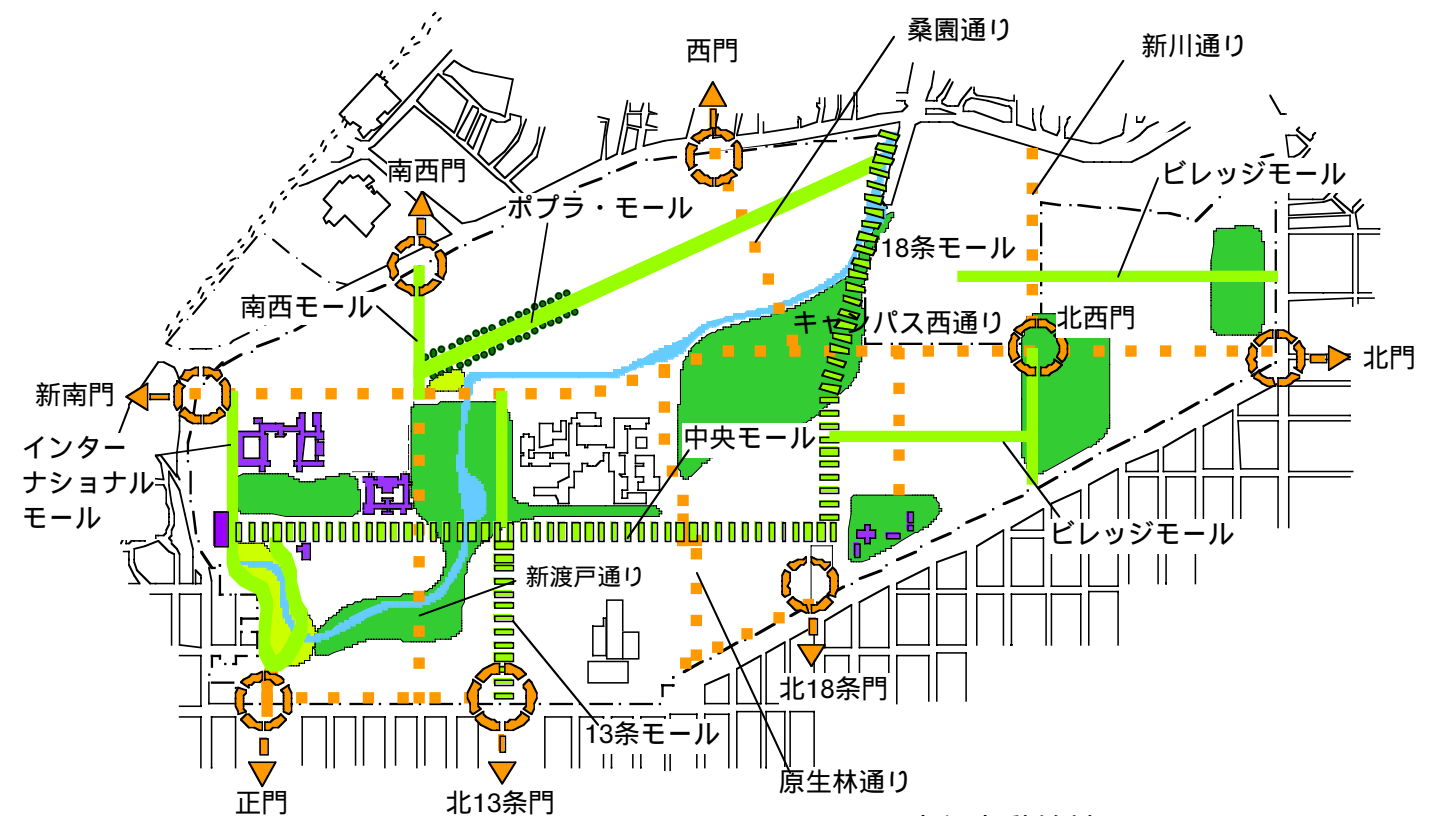 桑園通り
新川通り
西門
南西門
ビレッジモール
ポプラ・モール
18条モール
南西モール
キャンパス西通り
北西門
北門
新南門
インター
ナショナル
モール
中央モール
ビレッジモール
新渡戸通り
北18条門
13条モール
原生林通り
正門
北13条門